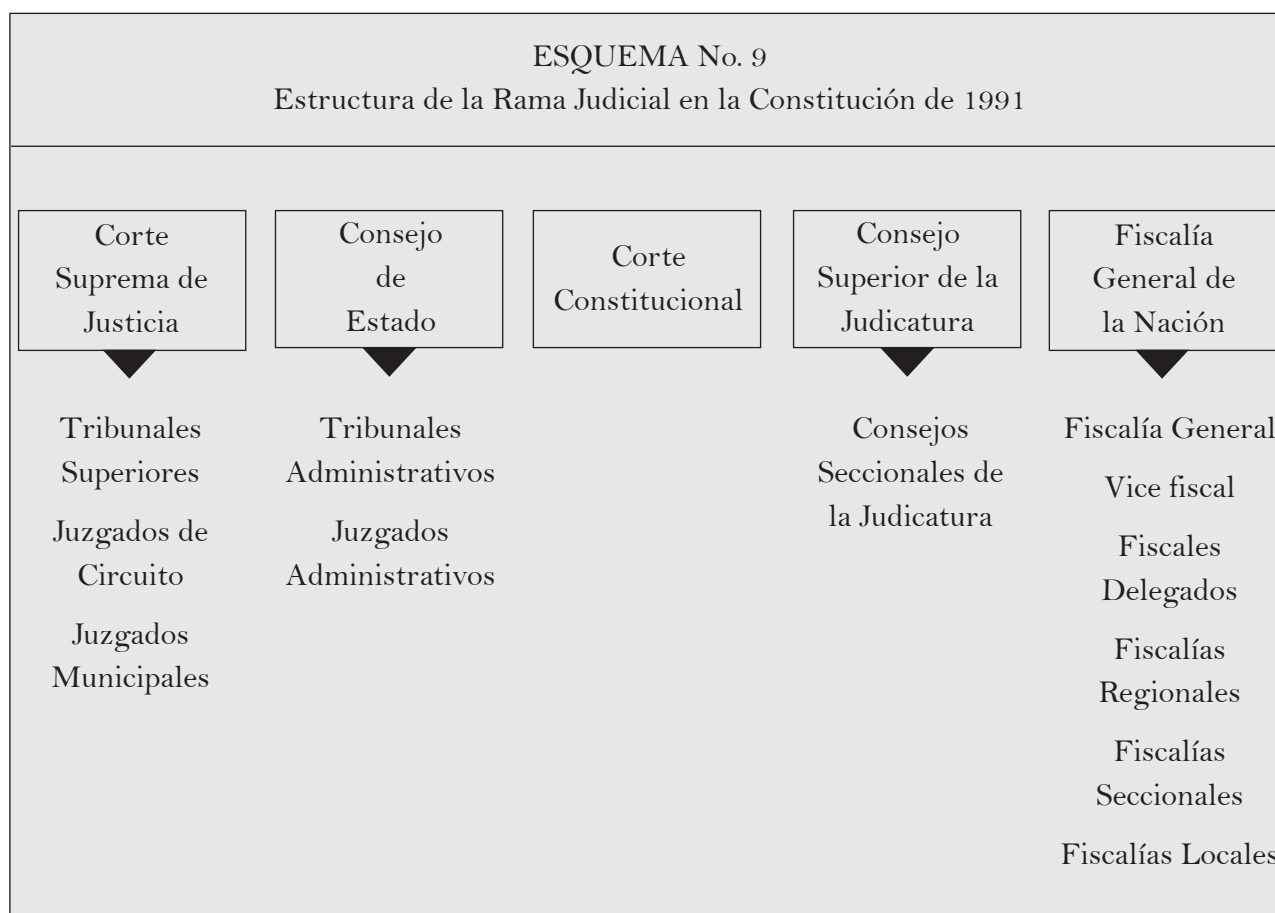 ESQUEMA No. 9
Estructura de la Rama Judicial en la Constitución de 1991
Corte
Suprema de
Justicia
Tribunales
Superiores
Juzgados de
Circuito
Juzgados
Municipales
Consejo
de
Estado
Tribunales
Administrativos
Juzgados
Administrativos
Corte
Constitucional
Consejo
Superior de la
Judicatura
Consejos
Seccionales de
la Judicatura
Fiscalía
General de
la Nación
Fiscalía General
Vice fiscal
Fiscales
Delegados
Fiscalías
Regionales
Fiscalías
Seccionales
Fiscalías Locales